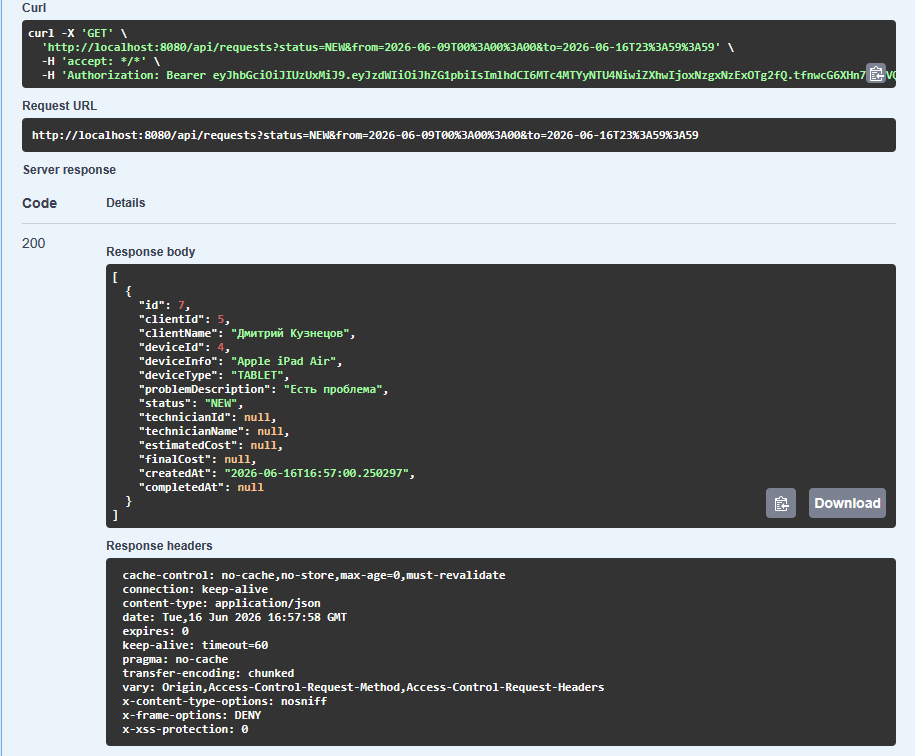 Curl
curl -X 'GET' \
'http://localhost:8080/api/requests?status=NEW&from=2026-06-09T00%3A00%3A00&to=2026-06-16T23%3A59%3A59' \
-H 'accept: */*' \
-H 'Authorization: Bearer eyJhbGciOiJIUzUxMiJ9.eyJzdWIiOiJhZG1pbiIsImlhdCI6MTc4MTYyNTU4NiwiZXhwIjoxNzgxNzExOTg2fQ.tfnwcG6XHn7
Request URL
http://localhost:8080/api/requests?status=NEW&from=2026-06-09T00%3A00%3A00&to=2026-06-16T23%3A59%3A59
Server response
Code Details
200
Response body
[
{
"id": 7,
"clientId": 5,
"clientName": "Дмитрий Кузнецов",
"deviceId": 4,
"deviceInfo": "Apple iPad Air",
"deviceType": "TABLET",
"problemDescription": "Есть проблема",
"status": "NEW",
"technicianId": null,
"technicianName": null,
"estimatedCost": null,
"finalCost": null,
"createdAt": "2026-06-16T16:57:00.250297",
"completedAt": null
}
]
Download
Response headers
cache-control: no-cache,no-store,max-age=0,must-revalidate
connection: keep-alive
content-type: application/json
date: Tue,16 Jun 2026 16:57:58 GMT
expires: 0
keep-alive: timeout=60
pragma: no-cache
transfer-encoding: chunked
vary: Origin,Access-Control-Request-Method,Access-Control-Request-Headers
x-content-type-options: nosniff
x-frame-options: DENY
x-xss-protection: 0